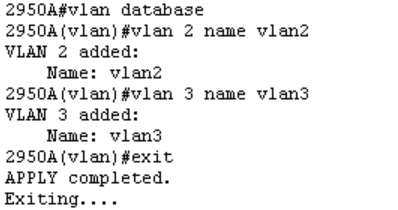 2950A#vlan database
2950A(vlan)#vlan 2 name vlan2
VLAN 2 added:
    Name: vlan2
2950A(vlan)#vlan 3 name vlan3
VLAN 3 added:
    Name: vlan3
2950A(vlan)#exit
APPLY completed.
Exiting....